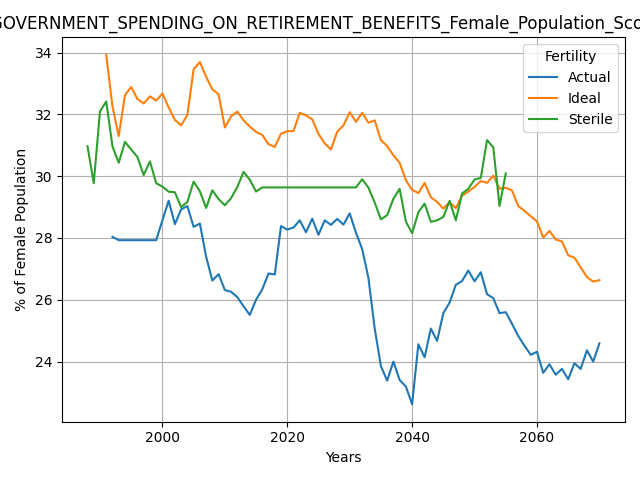 GOVERNMENT_SPENDING_ON_RETIREMENT_BENEFITS_Female_Population_Sco
Fertility
Actual
Ideal
Sterile
34
32
30
28
26
24
% of Female Population
2000
2020
2040
2060
Years